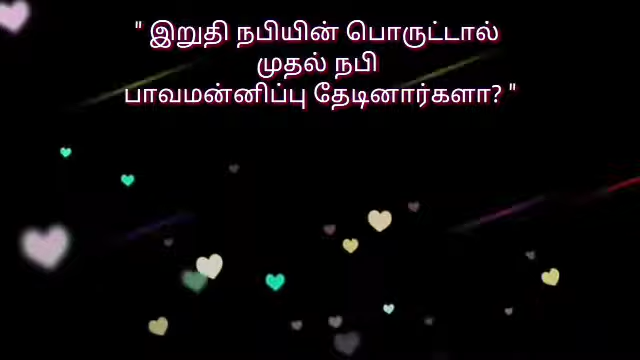 " இறுதி நபியின் பொருட்டால்
முதல் நபி
பாவமன்னிப்பு தேடினார்களா? "